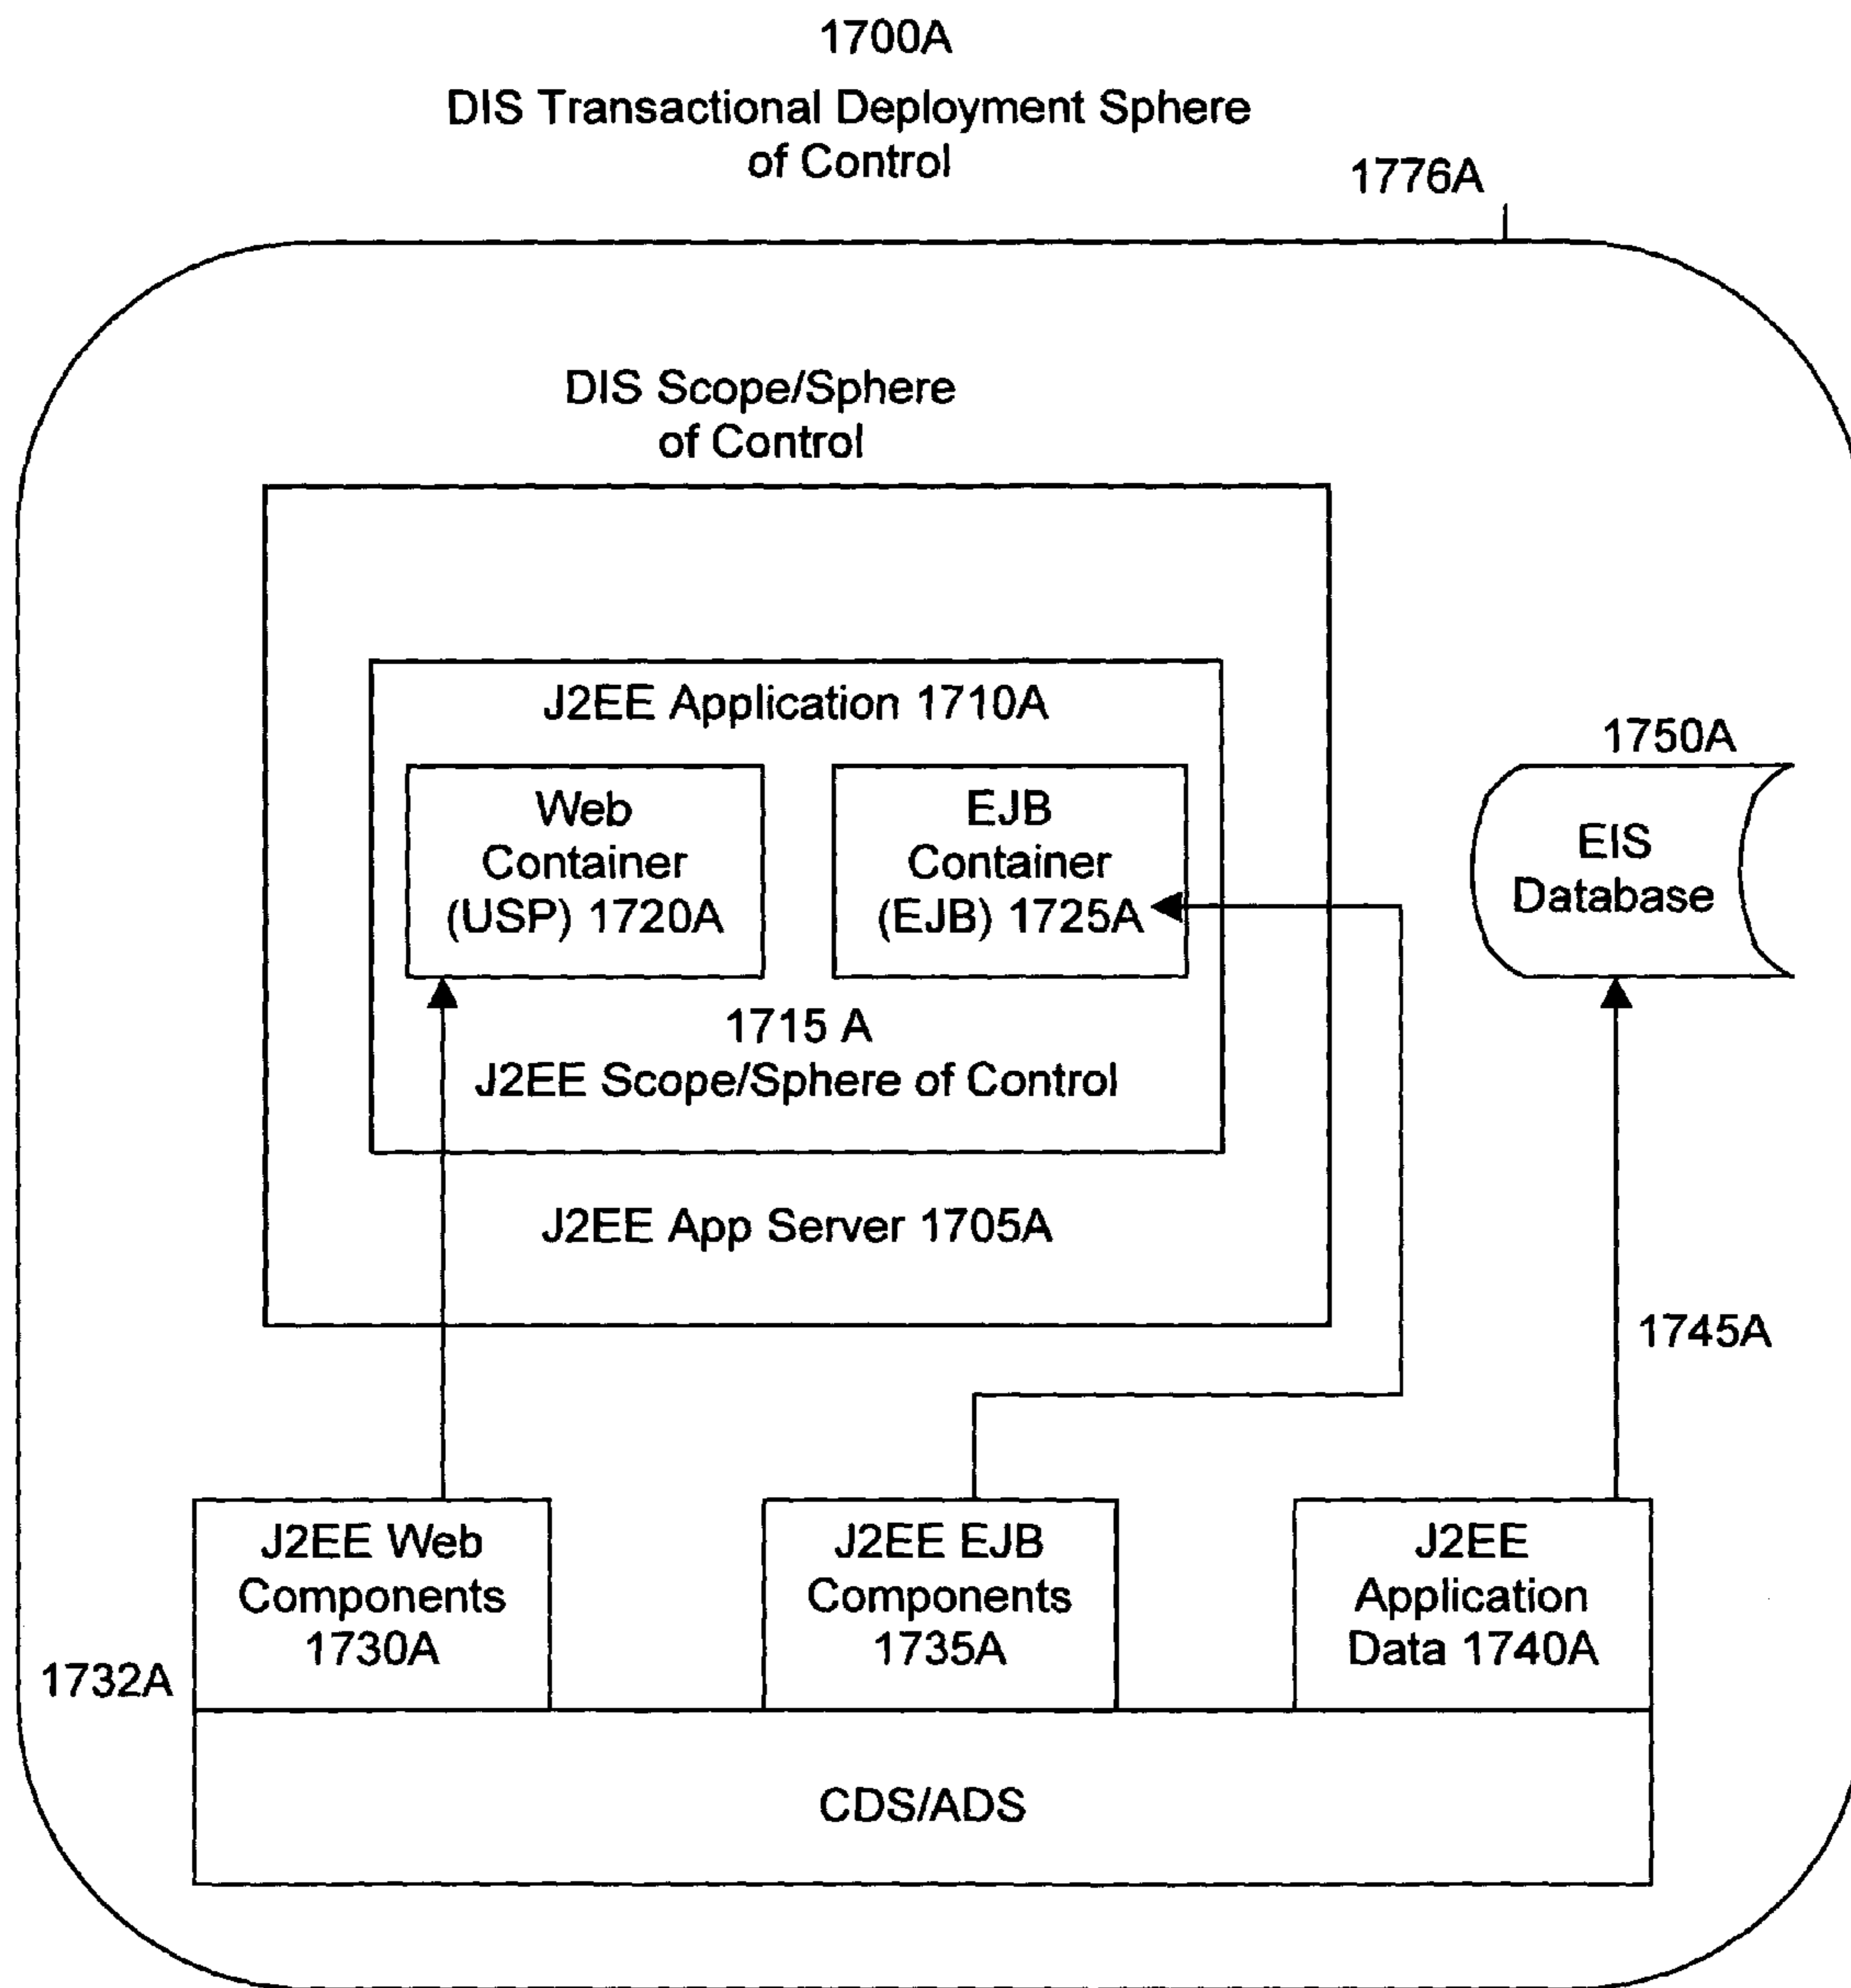 1700A
DIS Transactional Deployment Sphere
of Control
1776A
DIS Scope/Sphere
of Control
J2EE Application 1710A
Web
Container
(USP) 1720A
EJB
Container
(EJB) 1725A
1750A
EIS
Database
1715 A
J2EE Scope/Sphere of Control
J2EE App Server 1705A
1745A
J2EE Web
Components
1730A
J2EE EJB
Components
1735A
J2EE
Application
Data 1740A
1732A
CDS/ADS